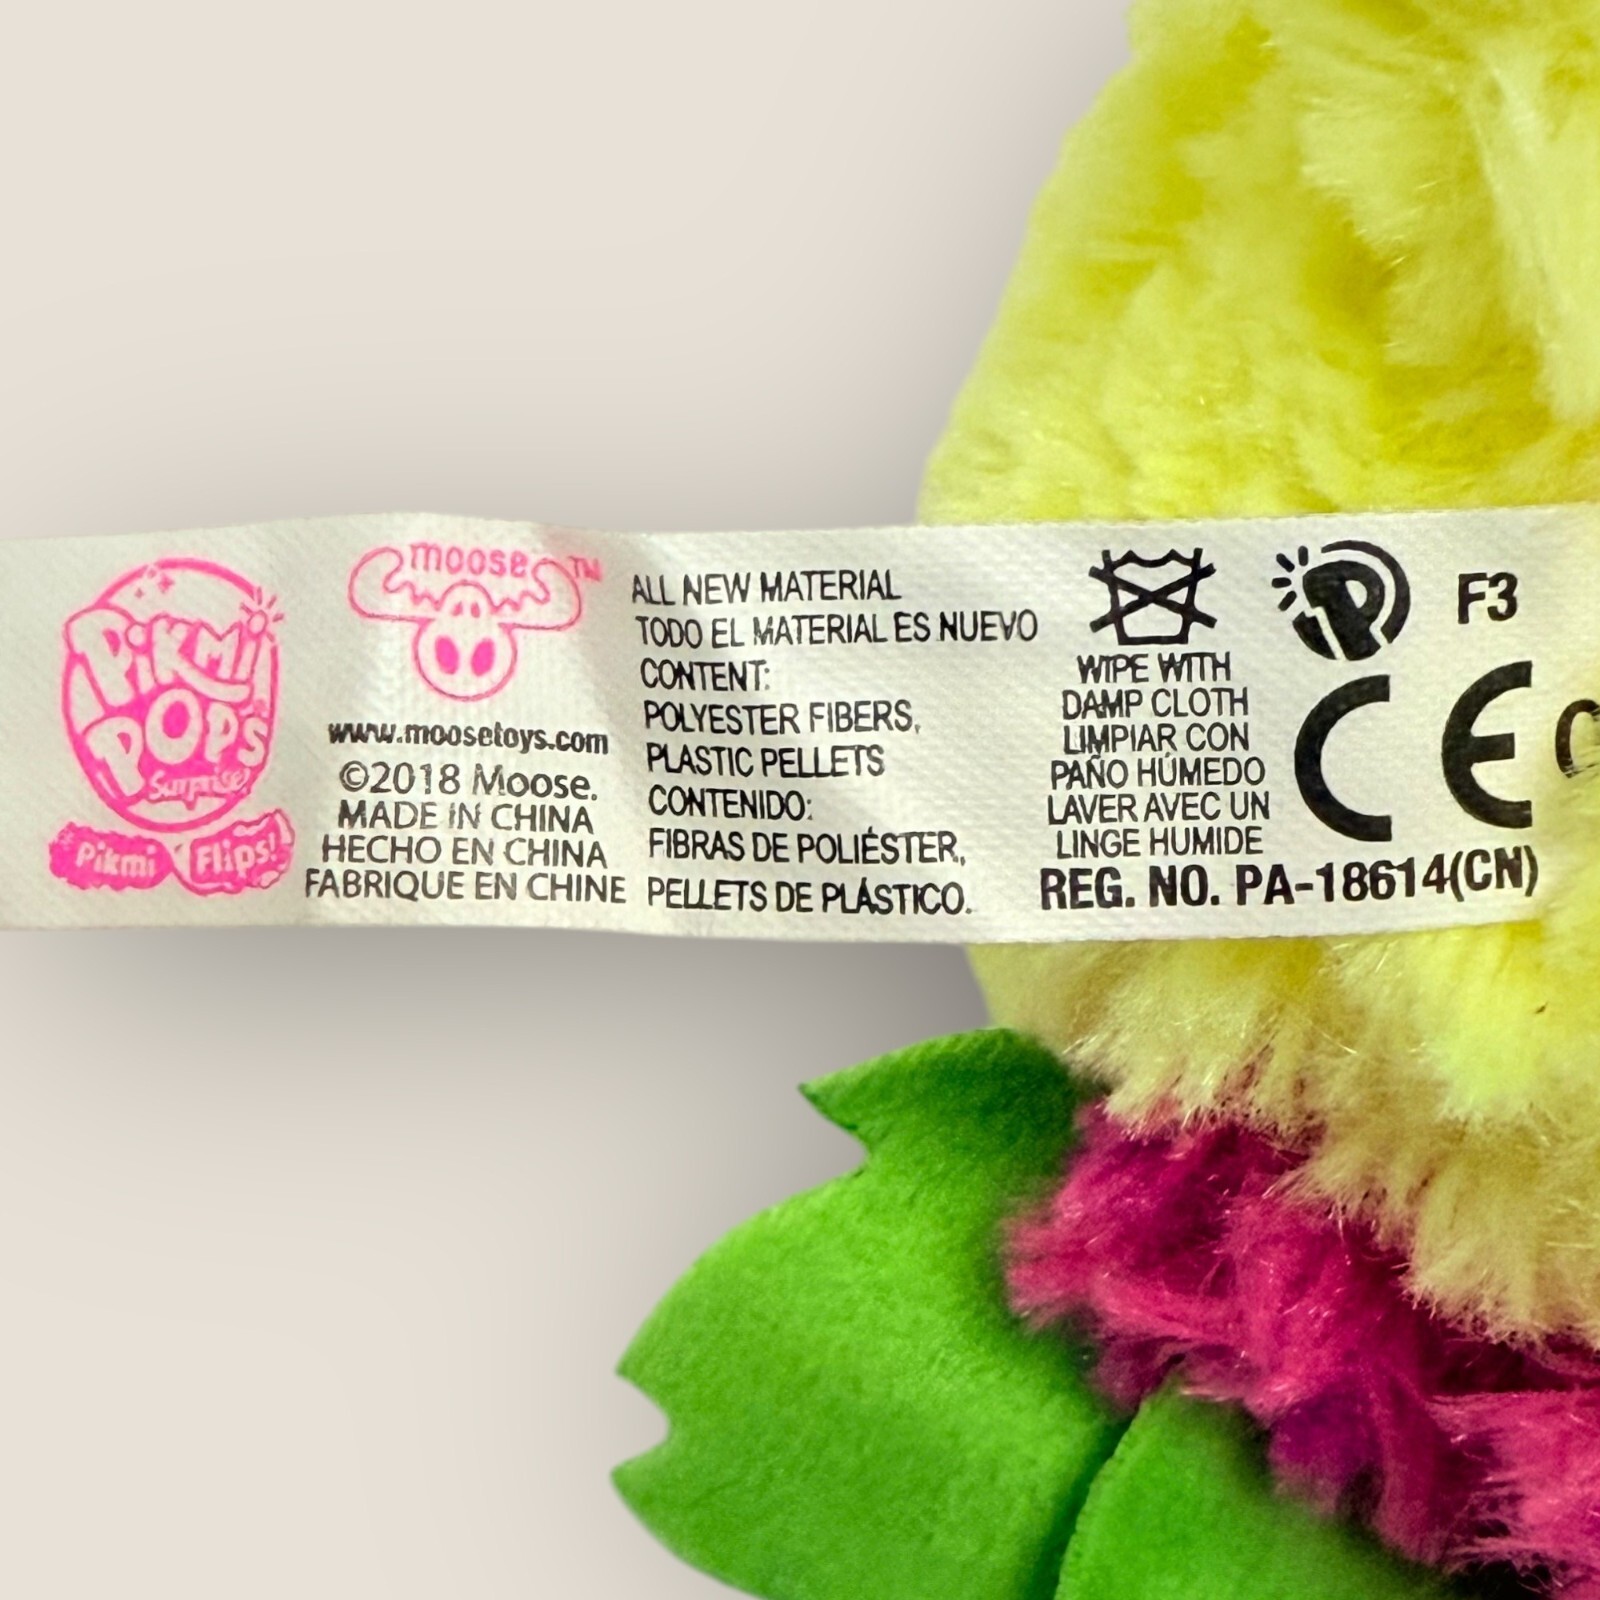 PiKMi
POPS
Surprise!
Pikmi Flips!
moose™
www.moosetoys.com
©2018 Moose.
MADE IN CHINA
HECHO EN CHINA
FABRIQUE EN CHINE
ALL NEW MATERIAL
TODO EL MATERIAL ES NUEVO
CONTENT:
POLYESTER FIBERS,
PLASTIC PELLETS
CONTENIDO:
FIBRAS DE POLIÉSTER,
PELLETS DE PLÁSTICO.
WIPE WITH
DAMP CLOTH
LIMPIAR CON
PAÑO HÚMEDO
LAVER AVEC UN
LINGE HUMIDE
REG. NO. PA-18614(CN)
P
F3
CE